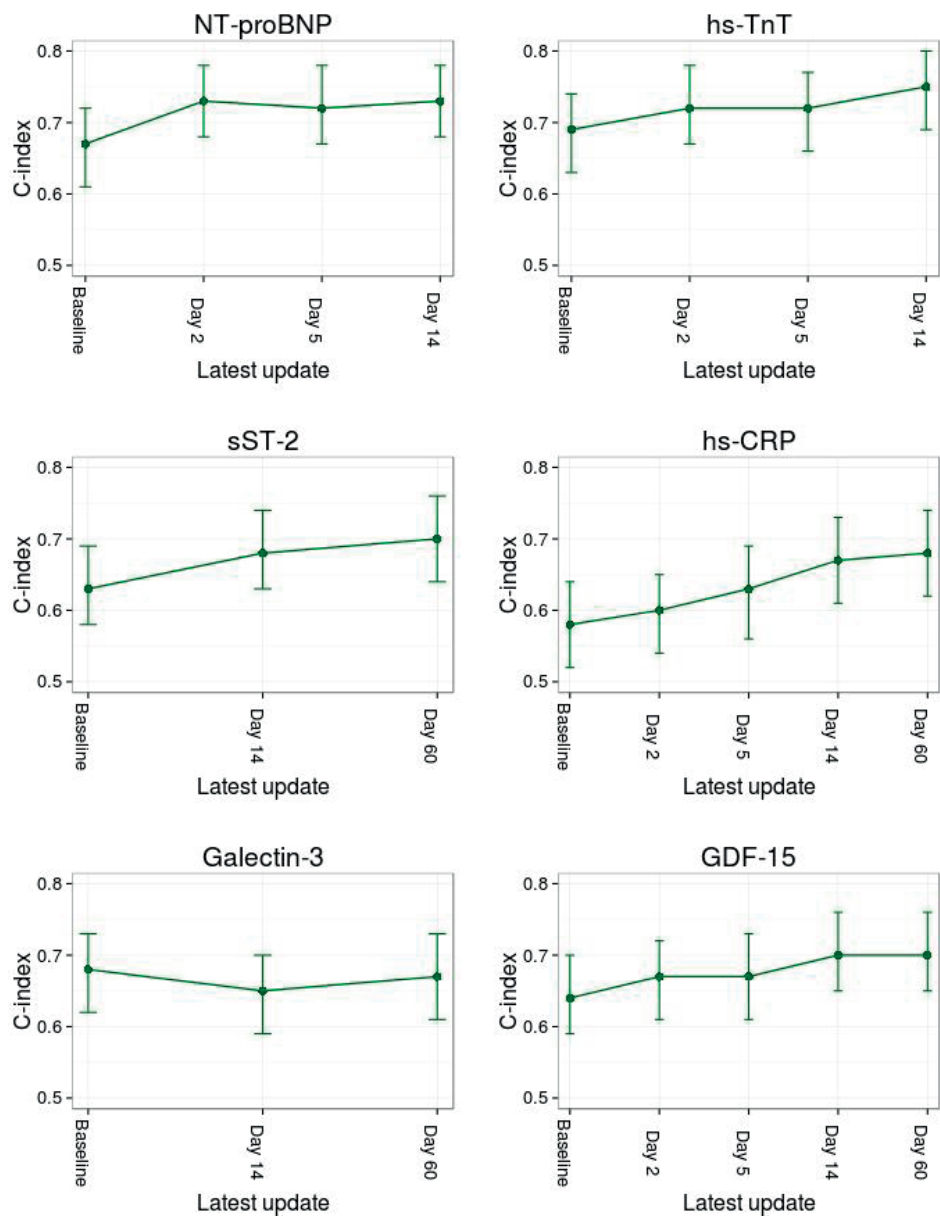 NT-proBNP
0.8
0.7
0.6
0.5
C-index
Baseline
Day 2
Day 5
Day 14
Latest update
hs-TnT
0.8
0.7
0.6
0.5
C-index
Baseline
Day 2
Day 5
Day 14
Latest update
sST-2
0.8
0.7
0.6
0.5
C-index
Baseline
Day 14
Day 60
Latest update
hs-CRP
0.8
0.7
0.6
0.5
C-index
Baseline
Day 2
Day 5
Day 14
Day 60
Latest update
Galectin-3
0.8
0.7
0.6
0.5
C-index
Baseline
Day 14
Day 60
Latest update
GDF-15
0.8
0.7
0.6
0.5
C-index
Baseline
Day 2
Day 5
Day 14
Day 60
Latest update